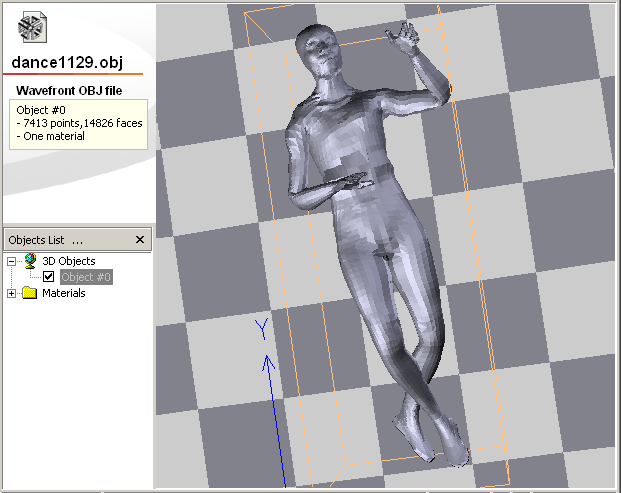 dance1129.obj
Wavefront OBJ file
Object #0
- 7413 points,14826 faces
- One material
Objects List ...
3D Objects
Object #0
Materials
Y